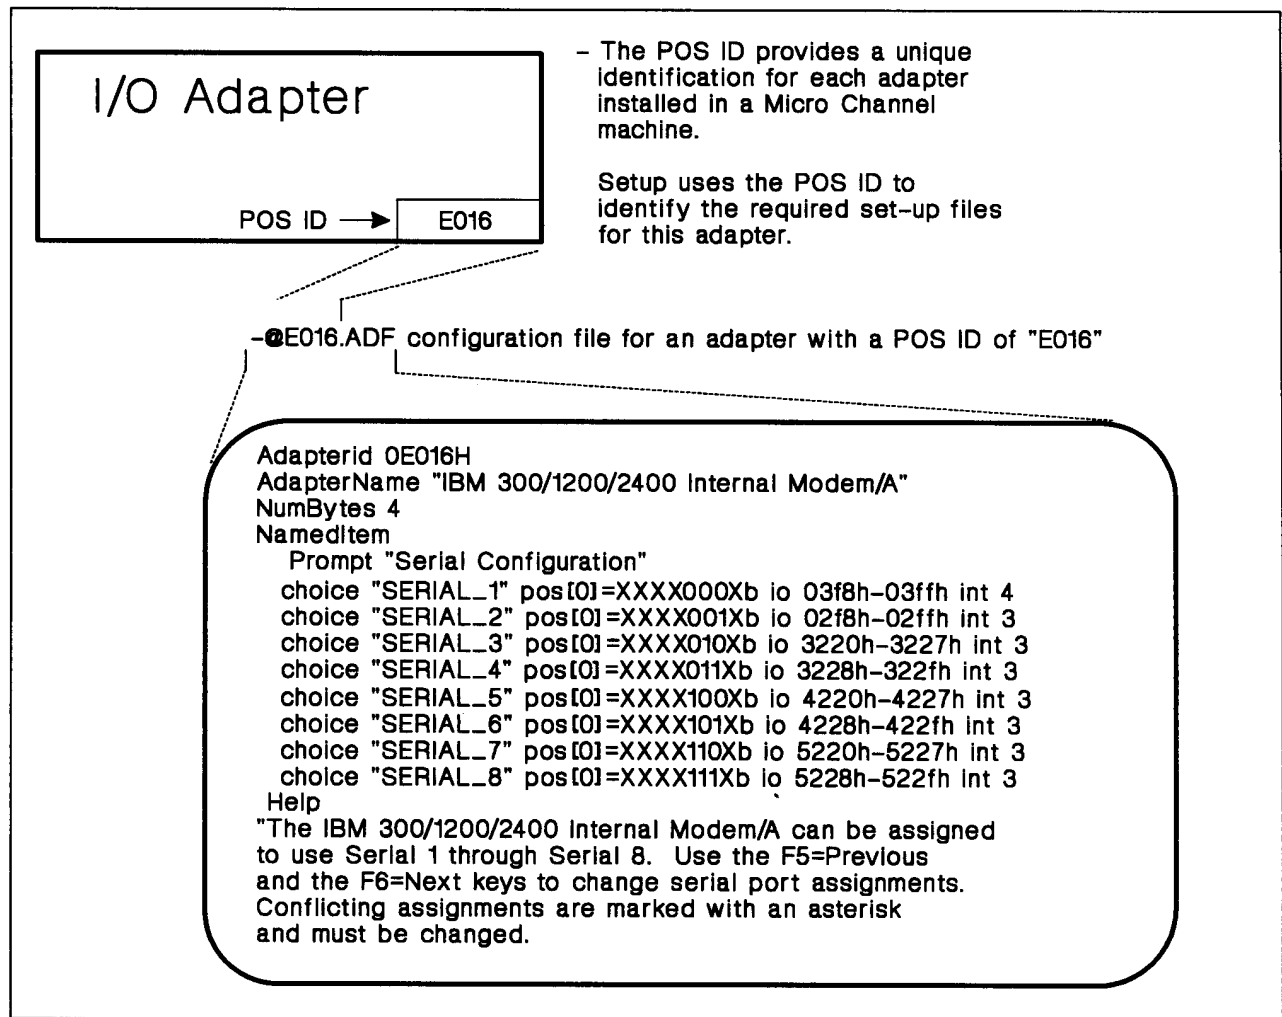 I/O Adapter
POS ID
E016
– The POS ID provides a unique
identification for each adapter
installed in a Micro Channel
machine.
Setup uses the POS ID to
identify the required set-up files
for this adapter.
-@E016.ADF configuration file for an adapter with a POS ID of "E016"
Adapterid 0E016H
AdapterName "IBM 300/1200/2400 Internal Modem/A"
NumBytes 4
NamedItem
Prompt "Serial Configuration"
choice "SERIAL_1" pos[0]=XXXX000Xb io 03f8h-03ffh int 4
choice "SERIAL_2" pos[0]=XXXX001Xb io 02f8h-02ffh int 3
choice "SERIAL_3" pos[0]=XXXX010Xb io 3220h-3227h int 3
choice "SERIAL_4" pos[0]=XXXX011Xb io 3228h-322fh int 3
choice "SERIAL_5" pos[0]=XXXX100Xb io 4220h-4227h int 3
choice "SERIAL_6" pos[0]=XXXX101Xb io 4228h-422fh int 3
choice "SERIAL_7" pos[0]=XXXX110Xb io 5220h-5227h int 3
choice "SERIAL_8" pos[0]=XXXX111Xb io 5228h-522fh int 3
Help
"The IBM 300/1200/2400 Internal Modem/A can be assigned
to use Serial 1 through Serial 8. Use the F5=Previous
and the F6=Next keys to change serial port assignments.
Conflicting assignments are marked with an asterisk
and must be changed.